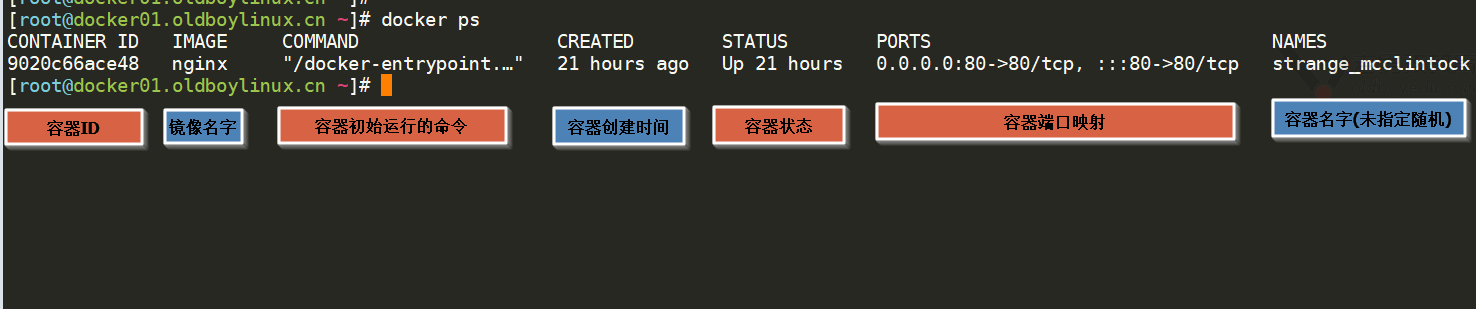 [root@docker01.oldboylinux.cn ~]#
[root@docker01.oldboylinux.cn ~]# docker ps
CONTAINER ID   IMAGE     COMMAND                  CREATED        STATUS        PORTS                               NAMES
9020c66ace48   nginx     "/docker-entrypoint.…"   21 hours ago   Up 21 hours   0.0.0.0:80->80/tcp, :::80->80/tcp   strange_mcclintock
[root@docker01.oldboylinux.cn ~]#
容器ID 镜像名字 容器初始运行的命令 容器创建时间 容器状态 容器端口映射 容器名字(未指定随机)